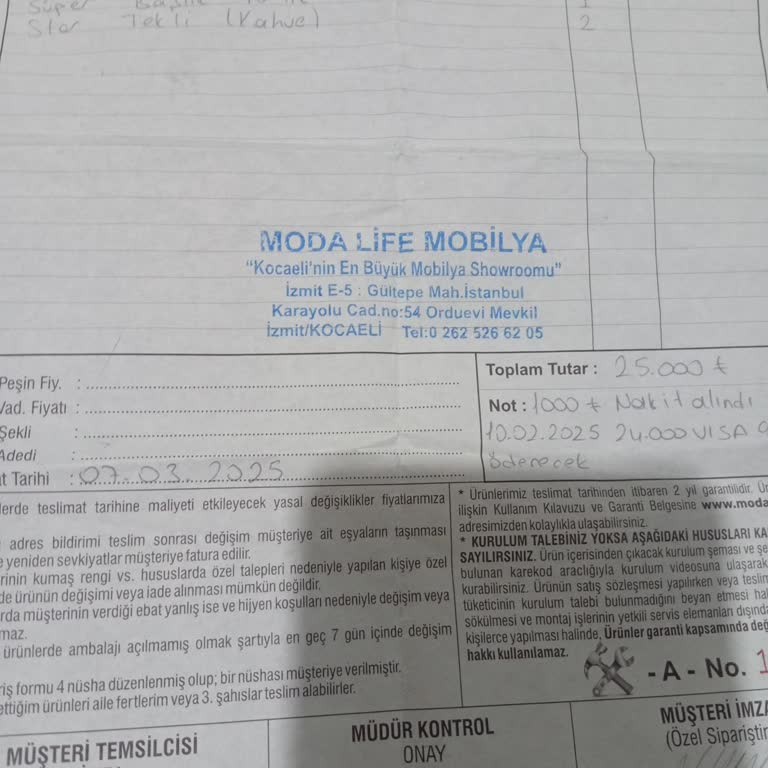 Süper
Star Tekli (Kahve) 2
MODA LİFE MOBİLYA
"Kocaeli'nin En Büyük Mobilya Showroomu"
İzmit E-5 : Gültepe Mah.İstanbul
Karayolu Cad.no:54 Orduevi Mevkil
İzmit/KOCAELİ Tel:0 262 526 62 05
Peşin Fiy. :
Vad. Fiyatı :
Şekli :
Adedi :
t Tarihi : 07.03.2025
Toplam Tutar : 25.000 ₺
Not : 1000 ₺ Nakit alındı
10.02.2025 24.000 VISA
ödenecek
lerde teslimat tarihine maliyeti etkileyecek yasal değişiklikler fiyatlarımıza
adres bildirimi teslim sonrası değişim müşteriye ait eşyaların taşınması
yeniden sevkiyatlar müşteriye fatura edilir.
rinin kumaş rengi vs. hususlarda özel talepleri nedeniyle yapılan kişiye özel
de ürünün değişimi veya iade alınması mümkün değildir.
rda müşterinin verdiği ebat yanlış ise ve hijyen koşulları nedeniyle değişim veya
maz.
ürünlerde ambalajı açılmamış olmak şartıyla en geç 7 gün içinde değişim
riş formu 4 nüsha düzenlenmiş olup; bir nüshası müşteriye verilmiştir.
ettiğim ürünleri aile fertlerim veya 3. şahıslar teslim alabilirler.
* Ürünlerimiz teslimat tarihinden itibaren 2 yıl garantilidir. Ür
ilişkin Kullanım Kılavuzu ve Garanti Belgesine www.moda
adresimizden kolaylıkla ulaşabilirsiniz.
* KURULUM TALEBİNİZ YOKSA AŞAĞIDAKİ HUSUSLARI KA
SAYILIRSINIZ. Ürün içerisinden çıkacak kurulum şeması ve şe
bulunan karekod aracılığıyla kurulum videosuna ulaşarak
kurabilirsiniz. Ürünün satış sözleşmesi yapılırken veya teslim
tüketicinin kurulum talebi bulunmadığını beyan etmesi hal
sökülmesi ve montaj işlerinin yetkili servis elemanları dışında
kişilerce yapılması halinde, Ürünler garanti kapsamında değ
hakkı kullanılamaz.
- A - No. 1
MÜŞTERİ TEMSİLCİSİ
MÜDÜR KONTROL
ONAY
MÜŞTERİ İMZA
(Özel Siparişti